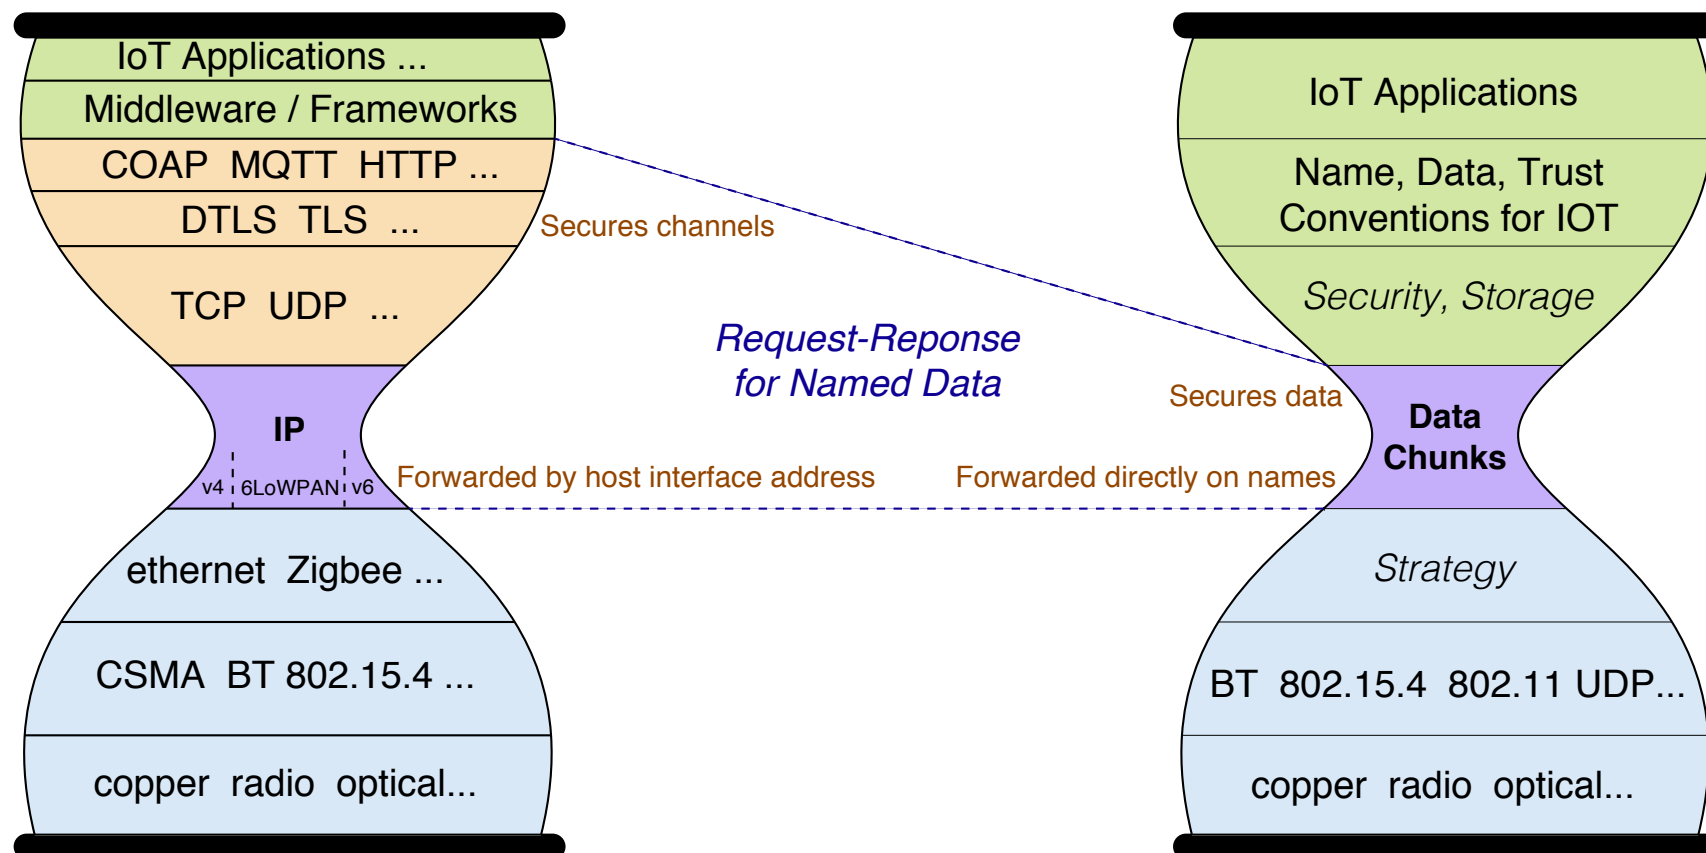 IoT Applications ...
Middleware / Frameworks
COAP MQTT HTTP ...
DTLS TLS ...
TCP UDP ...
IP
v4 6LoWPAN v6
ethernet Zigbee ...
CSMA BT 802.15.4 ...
copper radio optical...
Secures channels
Request-Reponse
for Named Data
Secures data
Forwarded by host interface address
Forwarded directly on names
IoT Applications
Name, Data, Trust
Conventions for IOT
Security, Storage
Data
Chunks
Strategy
BT 802.15.4 802.11 UDP...
copper radio optical...